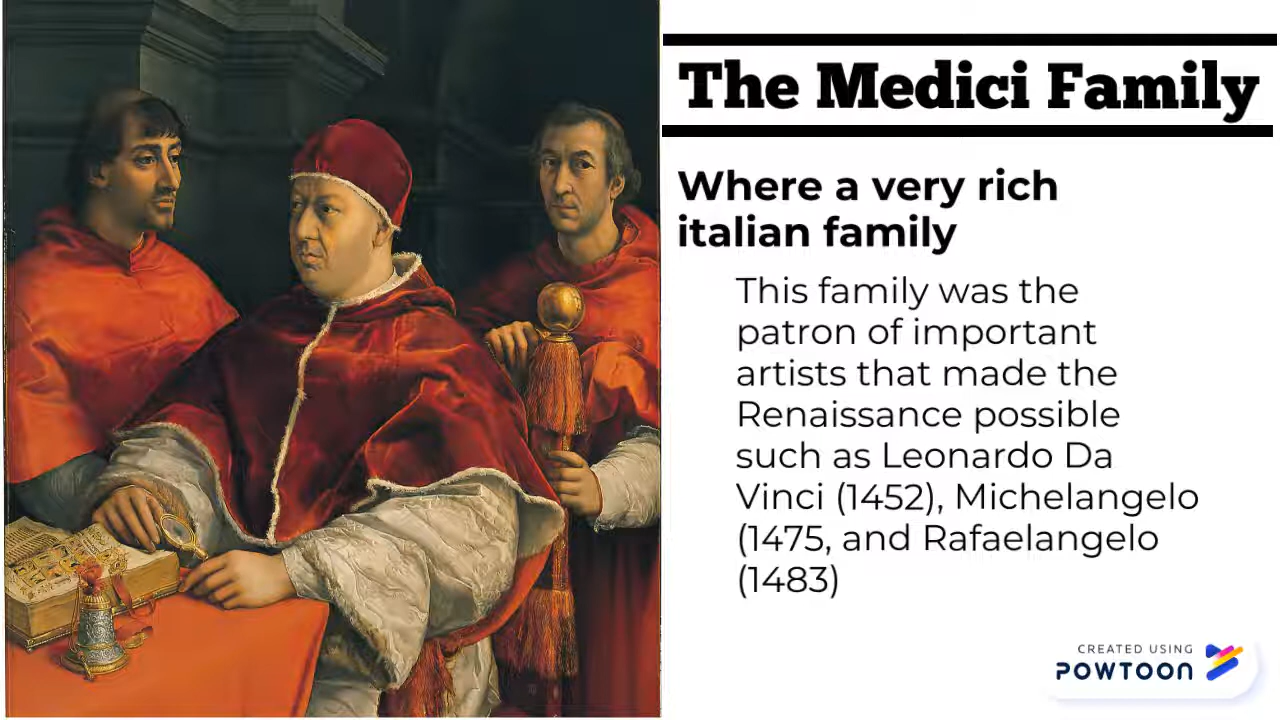 The Medici Family
Where a very rich
italian family
This family was the
patron of important
artists that made the
Renaissance possible
such as Leonardo Da
Vinci (1452), Michelangelo
(1475, and Rafaelangelo
(1483)
CREATED USING
POWTOON